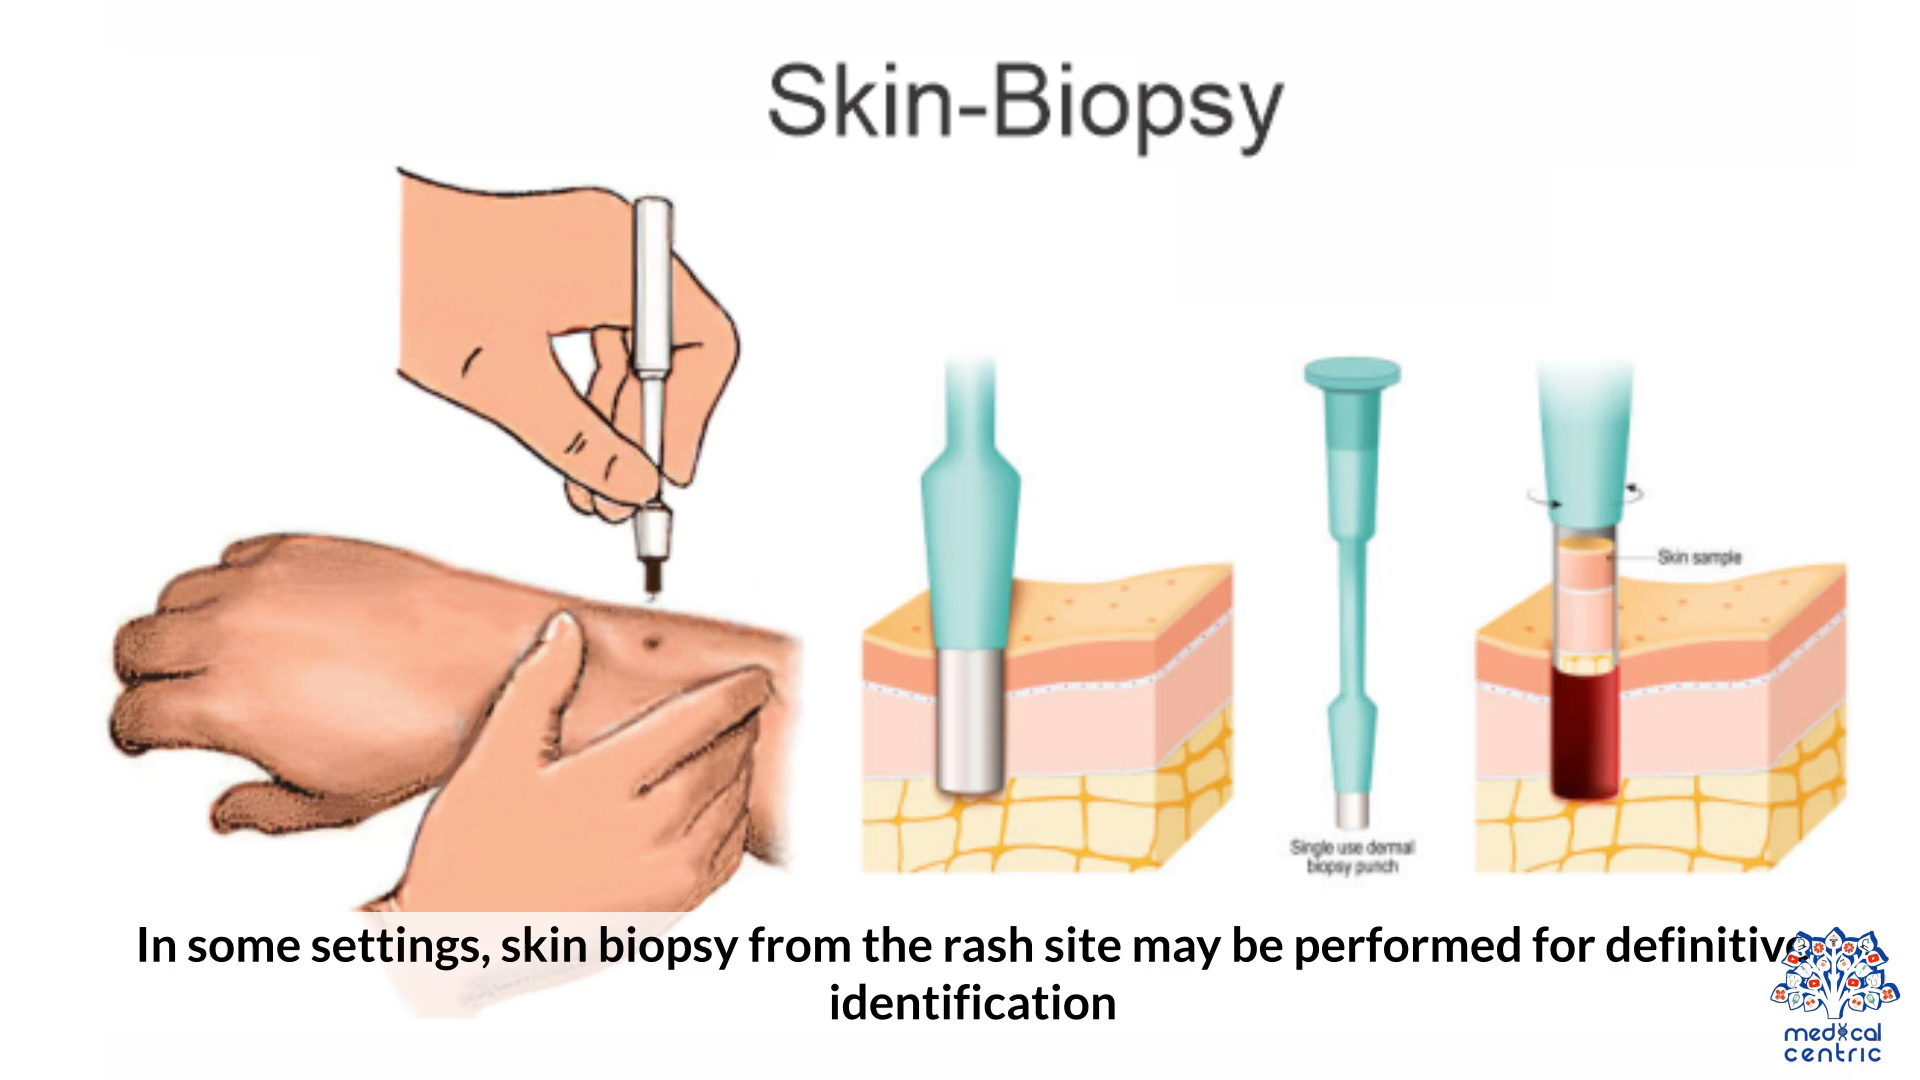 Skin-Biopsy
Skin sample
Single use dermal
biopsy punch
In some settings, skin biopsy from the rash site may be performed for definitive
identification
medical
centric